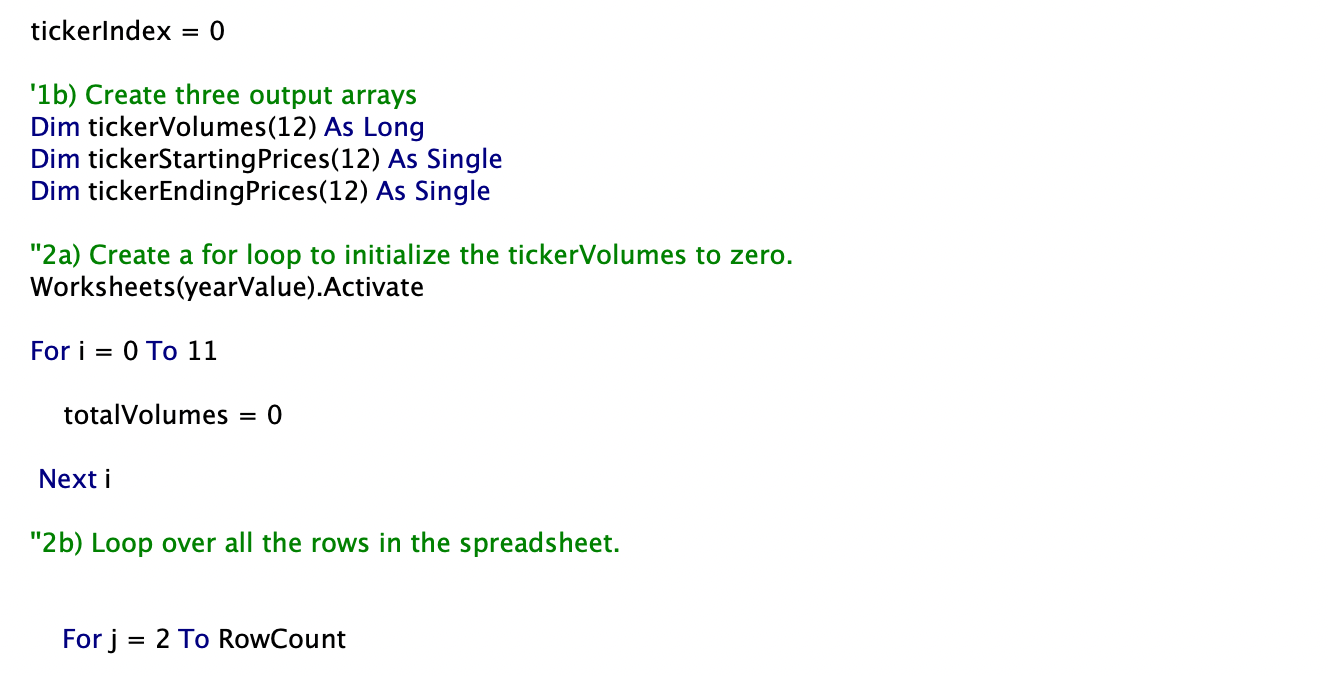 tickerIndex = 0
'1b) Create three output arrays
Dim tickerVolumes(12) As Long
Dim tickerStartingPrices(12) As Single
Dim tickerEndingPrices(12) As Single
''2a) Create a for loop to initialize the tickerVolumes to zero.
Worksheets(yearValue).Activate
For i = 0 To 11
totalVolumes = 0
Next i
''2b) Loop over all the rows in the spreadsheet.
For j = 2 To RowCount